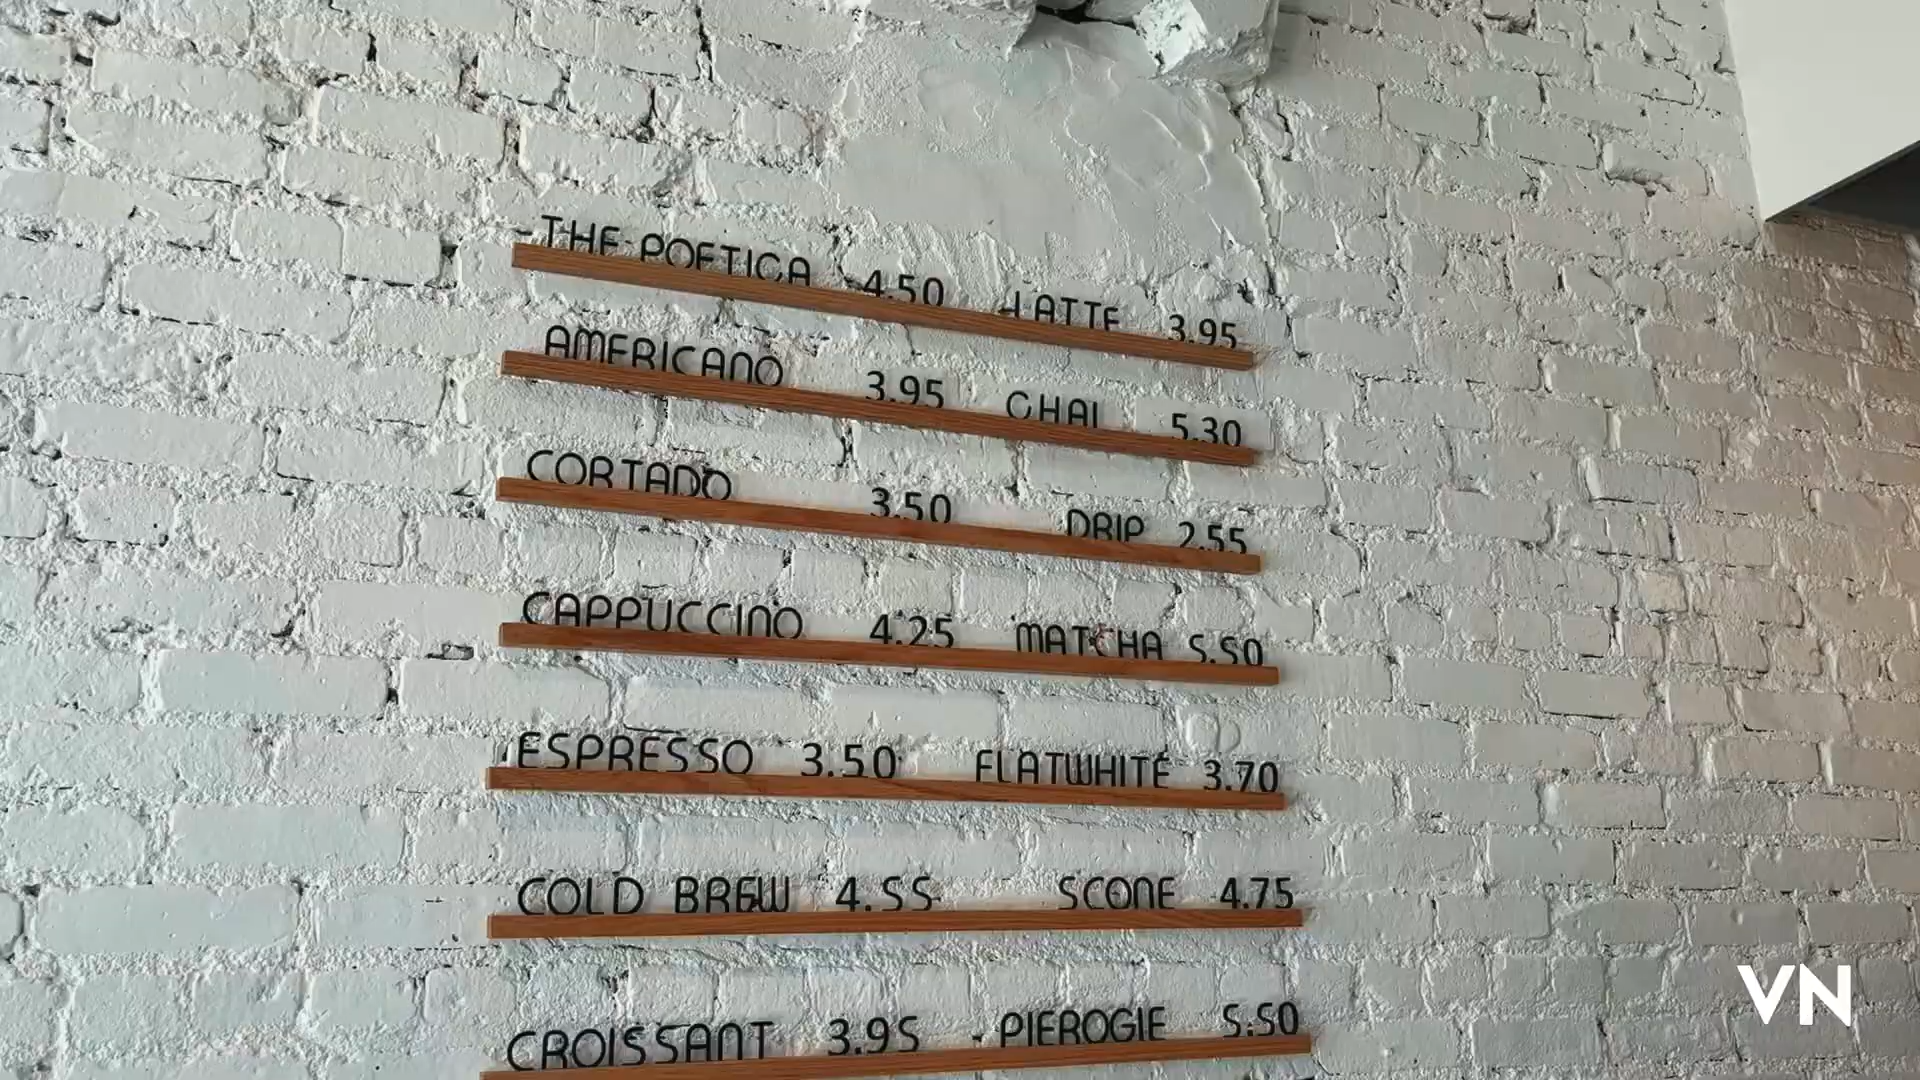 THE POETICA 4.50 LATTE 3.95
AMERICANO 3.95 CHAI 5.30
CORTADO 3.50 DRIP 2.55
CAPPUCCINO 4.25 MATCHA 5.50
ESPRESSO 3.50 FLATWHITE 3.70
COLD BREW 4.55 SCONE 4.75
CROISSANT 3.95 PIEROGIE 5.50
VN